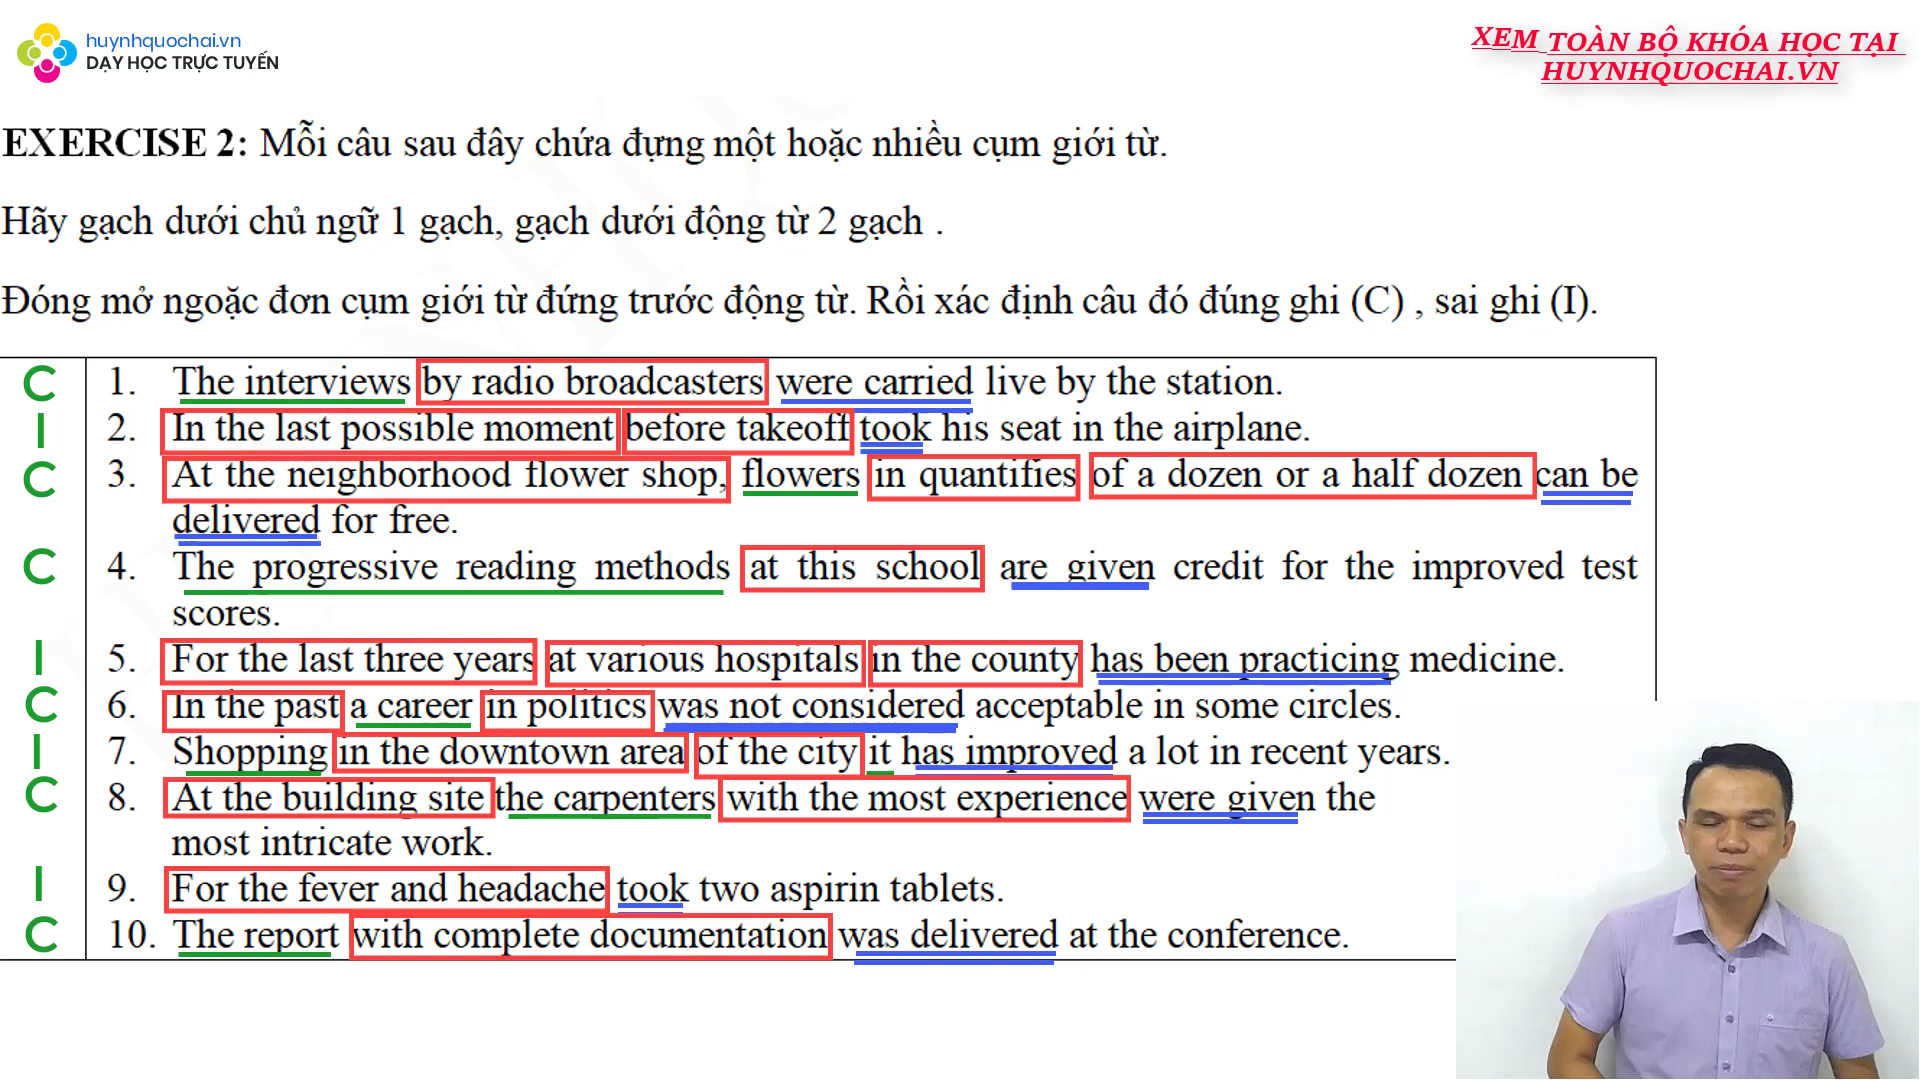 huynhquochai.vn
DẠY HỌC TRỰC TUYẾN
XEM TOÀN BỘ KHÓA HỌC TẠI
HUYNHQUOCHAI.VN
EXERCISE 2: Mỗi câu sau đây chứa đựng một hoặc nhiều cụm giới từ.
Hãy gạch dưới chủ ngữ 1 gạch, gạch dưới động từ 2 gạch .
Đóng mở ngoặc đơn cụm giới từ đứng trước động từ. Rồi xác định câu đó đúng ghi (C) , sai ghi (I).
C 1. The interviews by radio broadcasters were carried live by the station.
I 2. In the last possible moment before takeoff took his seat in the airplane.
C 3. At the neighborhood flower shop, flowers in quantifies of a dozen or a half dozen can be
delivered for free.
C 4. The progressive reading methods at this school are given credit for the improved test
scores.
I 5. For the last three years at various hospitals in the county has been practicing medicine.
C 6. In the past a career in politics was not considered acceptable in some circles.
I 7. Shopping in the downtown area of the city it has improved a lot in recent years.
C 8. At the building site the carpenters with the most experience were given the
most intricate work.
I 9. For the fever and headache took two aspirin tablets.
C 10. The report with complete documentation was delivered at the conference.